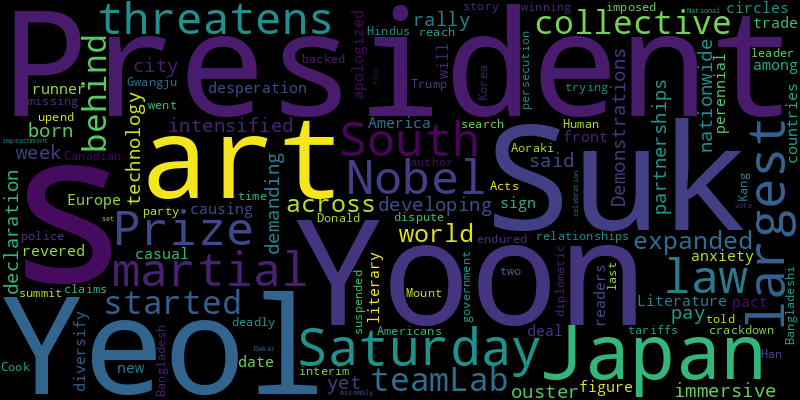 President
threatens
collective
art
Suk
Yoon
S
Yeol
Japan
Saturday
South
Nobel
Prize
martial
law
largest
behind
started
teamLab
expanded
across
world
developing
rally
city
born
week
declaration
technology
intensified
demanding
Demonstrations
partnerships
nationwide
perennial
countries
trade
circles
among
leader
imposed
National
story
winning
Hindus
backed
reach
apologized
Plus
Trump
will
Korea
persecution
trying
runner
missing
upend
Gwangju
went
desperation
America
search
Human
front
said
Aoraki
Canadian
author
Acts
sign
Kang
impeachment
Europe
causing
time
Donald
dispute
celebration
vote
set
party
police
revered
casual
literary
Mount
endured
relationships
two
anxiety
summit
claims
suspended
government
diplomatic
last
readers
Literature
pay
pact
told
Bangladeshi
diversify
new
deadly
Bangladesh
Americans
deal
tariffs
crackdown
Han
Cook
Dakar
date
interim
yet
Assembly
ouster
figure
immersive